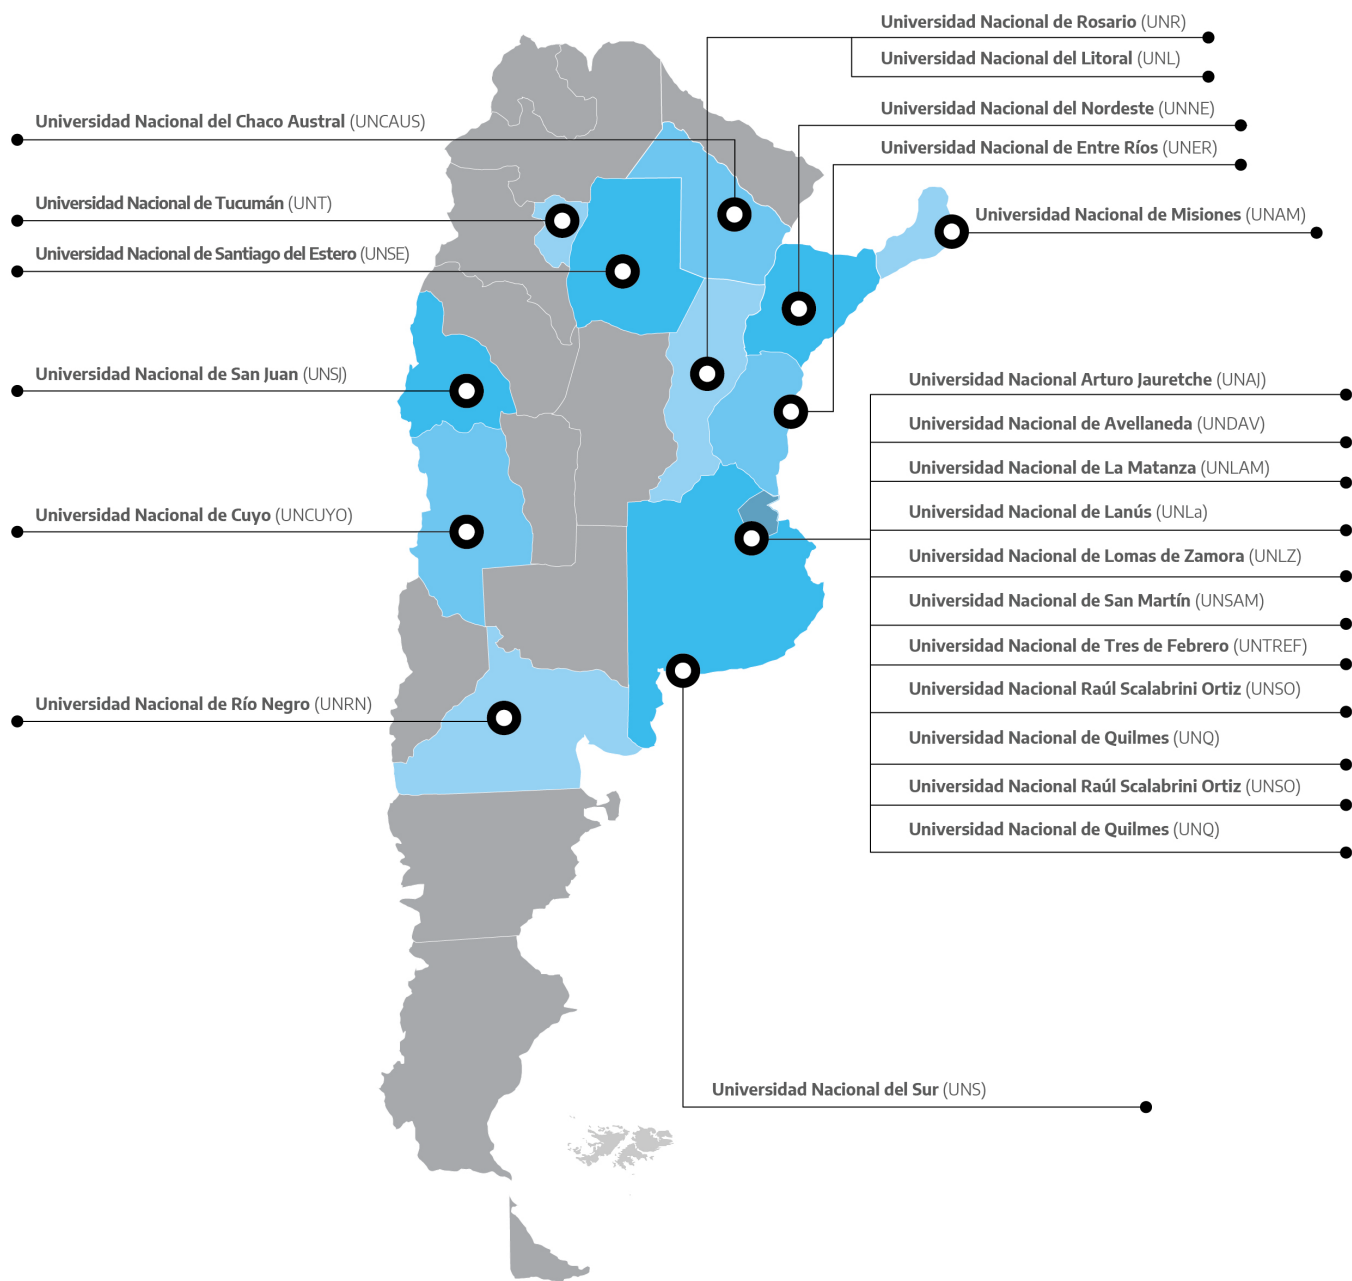 Universidad Nacional de Rosario (UNR)
Universidad Nacional del Litoral (UNL)
Universidad Nacional del Nordeste (UNNE)
Universidad Nacional de Entre Ríos (UNER)
Universidad Nacional de Misiones (UNAM)
Universidad Nacional del Chaco Austral (UNCAUS)
Universidad Nacional de Tucumán (UNT)
Universidad Nacional de Santiago del Estero (UNSE)
Universidad Nacional de San Juan (UNSJ)
Universidad Nacional de Cuyo (UNCUYO)
Universidad Nacional de Río Negro (UNRN)
Universidad Nacional Arturo Jauretche (UNAJ)
Universidad Nacional de Avellaneda (UNDAV)
Universidad Nacional de La Matanza (UNLAM)
Universidad Nacional de Lanús (UNLa)
Universidad Nacional de Lomas de Zamora (UNLZ)
Universidad Nacional de San Martín (UNSAM)
Universidad Nacional de Tres de Febrero (UNTREF)
Universidad Nacional Raúl Scalabrini Ortiz (UNSO)
Universidad Nacional de Quilmes (UNQ)
Universidad Nacional Raúl Scalabrini Ortiz (UNSO)
Universidad Nacional de Quilmes (UNQ)
Universidad Nacional del Sur (UNS)